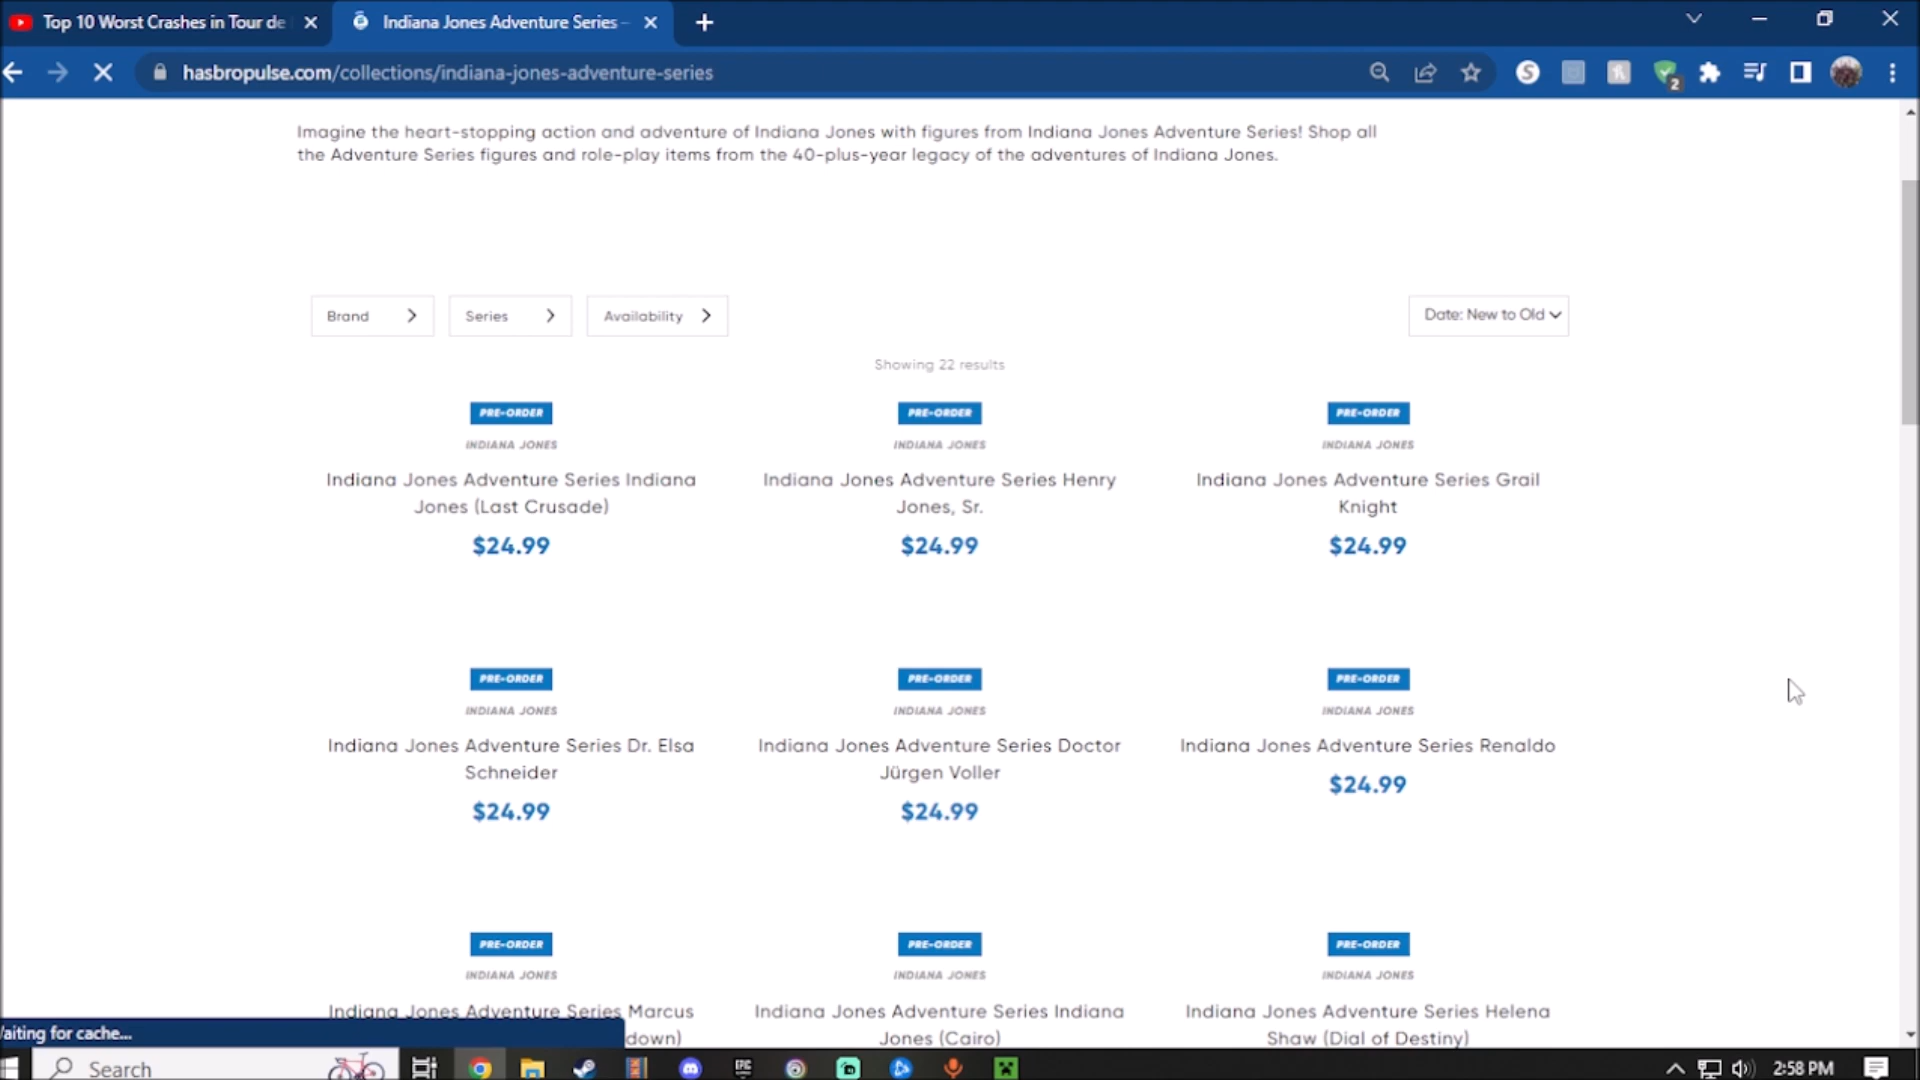 Top 10 Worst Crashes in Tour de
Indiana Jones Adventure Series –
hasbropulse.com/collections/indiana-jones-adventure-series
2
Imagine the heart-stopping action and adventure of Indiana Jones with figures from Indiana Jones Adventure Series! Shop all
the Adventure Series figures and role-play items from the 40-plus-year legacy of the adventures of Indiana Jones.
Brand Series Availability Date: New to Old
Showing 22 results
PRE-ORDER PRE-ORDER PRE-ORDER
INDIANA JONES INDIANA JONES INDIANA JONES
Indiana Jones Adventure Series Indiana Indiana Jones Adventure Series Henry Indiana Jones Adventure Series Grail
Jones (Last Crusade) Jones, Sr. Knight
$24.99 $24.99 $24.99
PRE-ORDER PRE-ORDER PRE-ORDER
INDIANA JONES INDIANA JONES INDIANA JONES
Indiana Jones Adventure Series Dr. Elsa Indiana Jones Adventure Series Doctor Indiana Jones Adventure Series Renaldo
Schneider Jürgen Voller $24.99
$24.99 $24.99
PRE-ORDER PRE-ORDER PRE-ORDER
INDIANA JONES INDIANA JONES INDIANA JONES
Indiana Jones Adventure Series Marcus Indiana Jones Adventure Series Indiana Indiana Jones Adventure Series Helena
down) Jones (Cairo) Shaw (Dial of Destiny)
aiting for cache...
Search
EPIC
2:58 PM